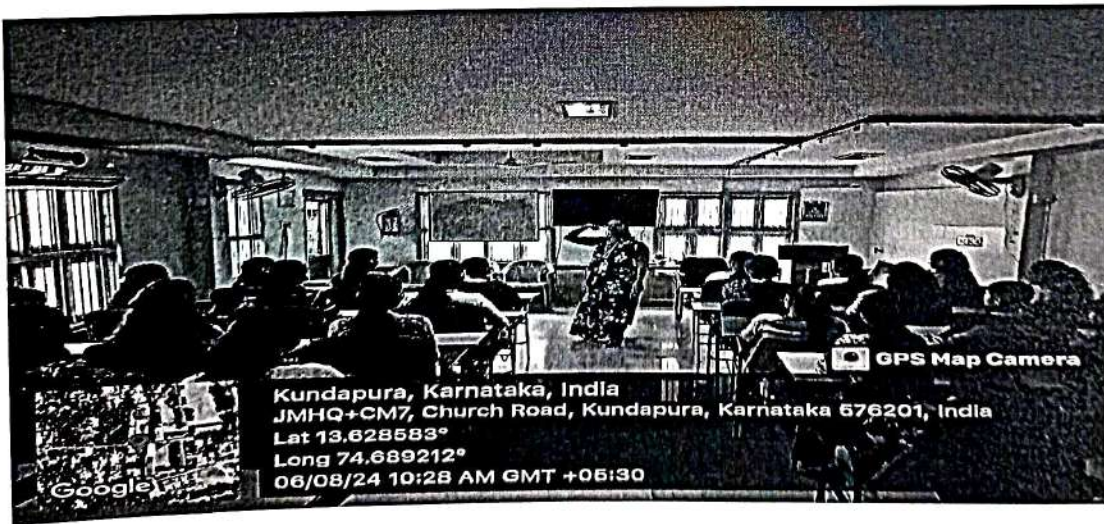 GPS Map Camera
Kundapura, Karnataka, India
JMHQ+CM7, Church Road, Kundapura, Karnataka 576201, India
Lat 13.628583°
Long 74.689212°
06/08/24 10:28 AM GMT +05:30
Google